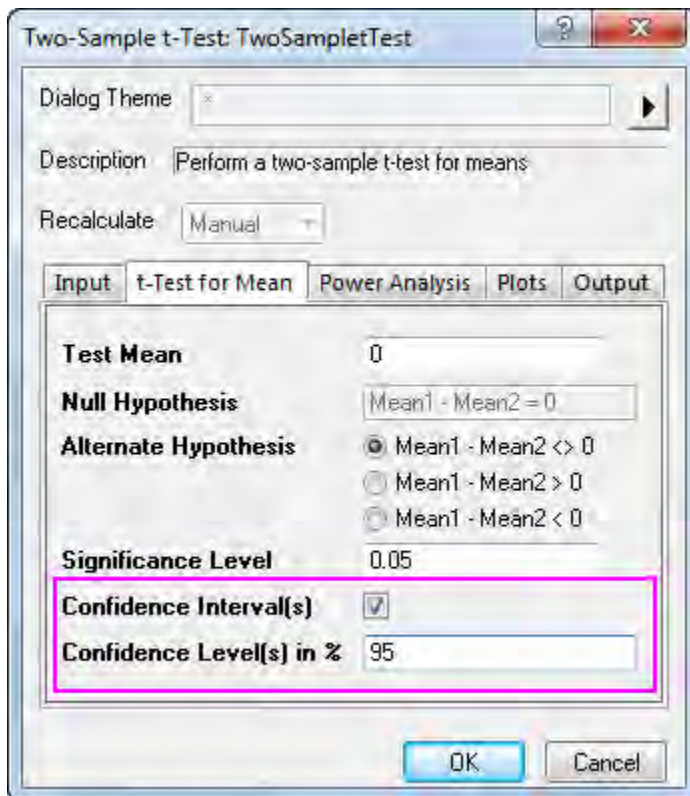 Two-Sample t-Test: TwoSampletTest
Dialog Theme *
Description Perform a two-sample t-test for means
Recalculate Manual
Input t-Test for Mean Power Analysis Plots Output
Test Mean 0
Null Hypothesis Mean1 - Mean2 = 0
Alternate Hypothesis Mean1 - Mean2 <> 0
Mean1 - Mean2 > 0
Mean1 - Mean2 < 0
Significance Level 0.05
Confidence Interval(s)
Confidence Level(s) in % 95
OK Cancel